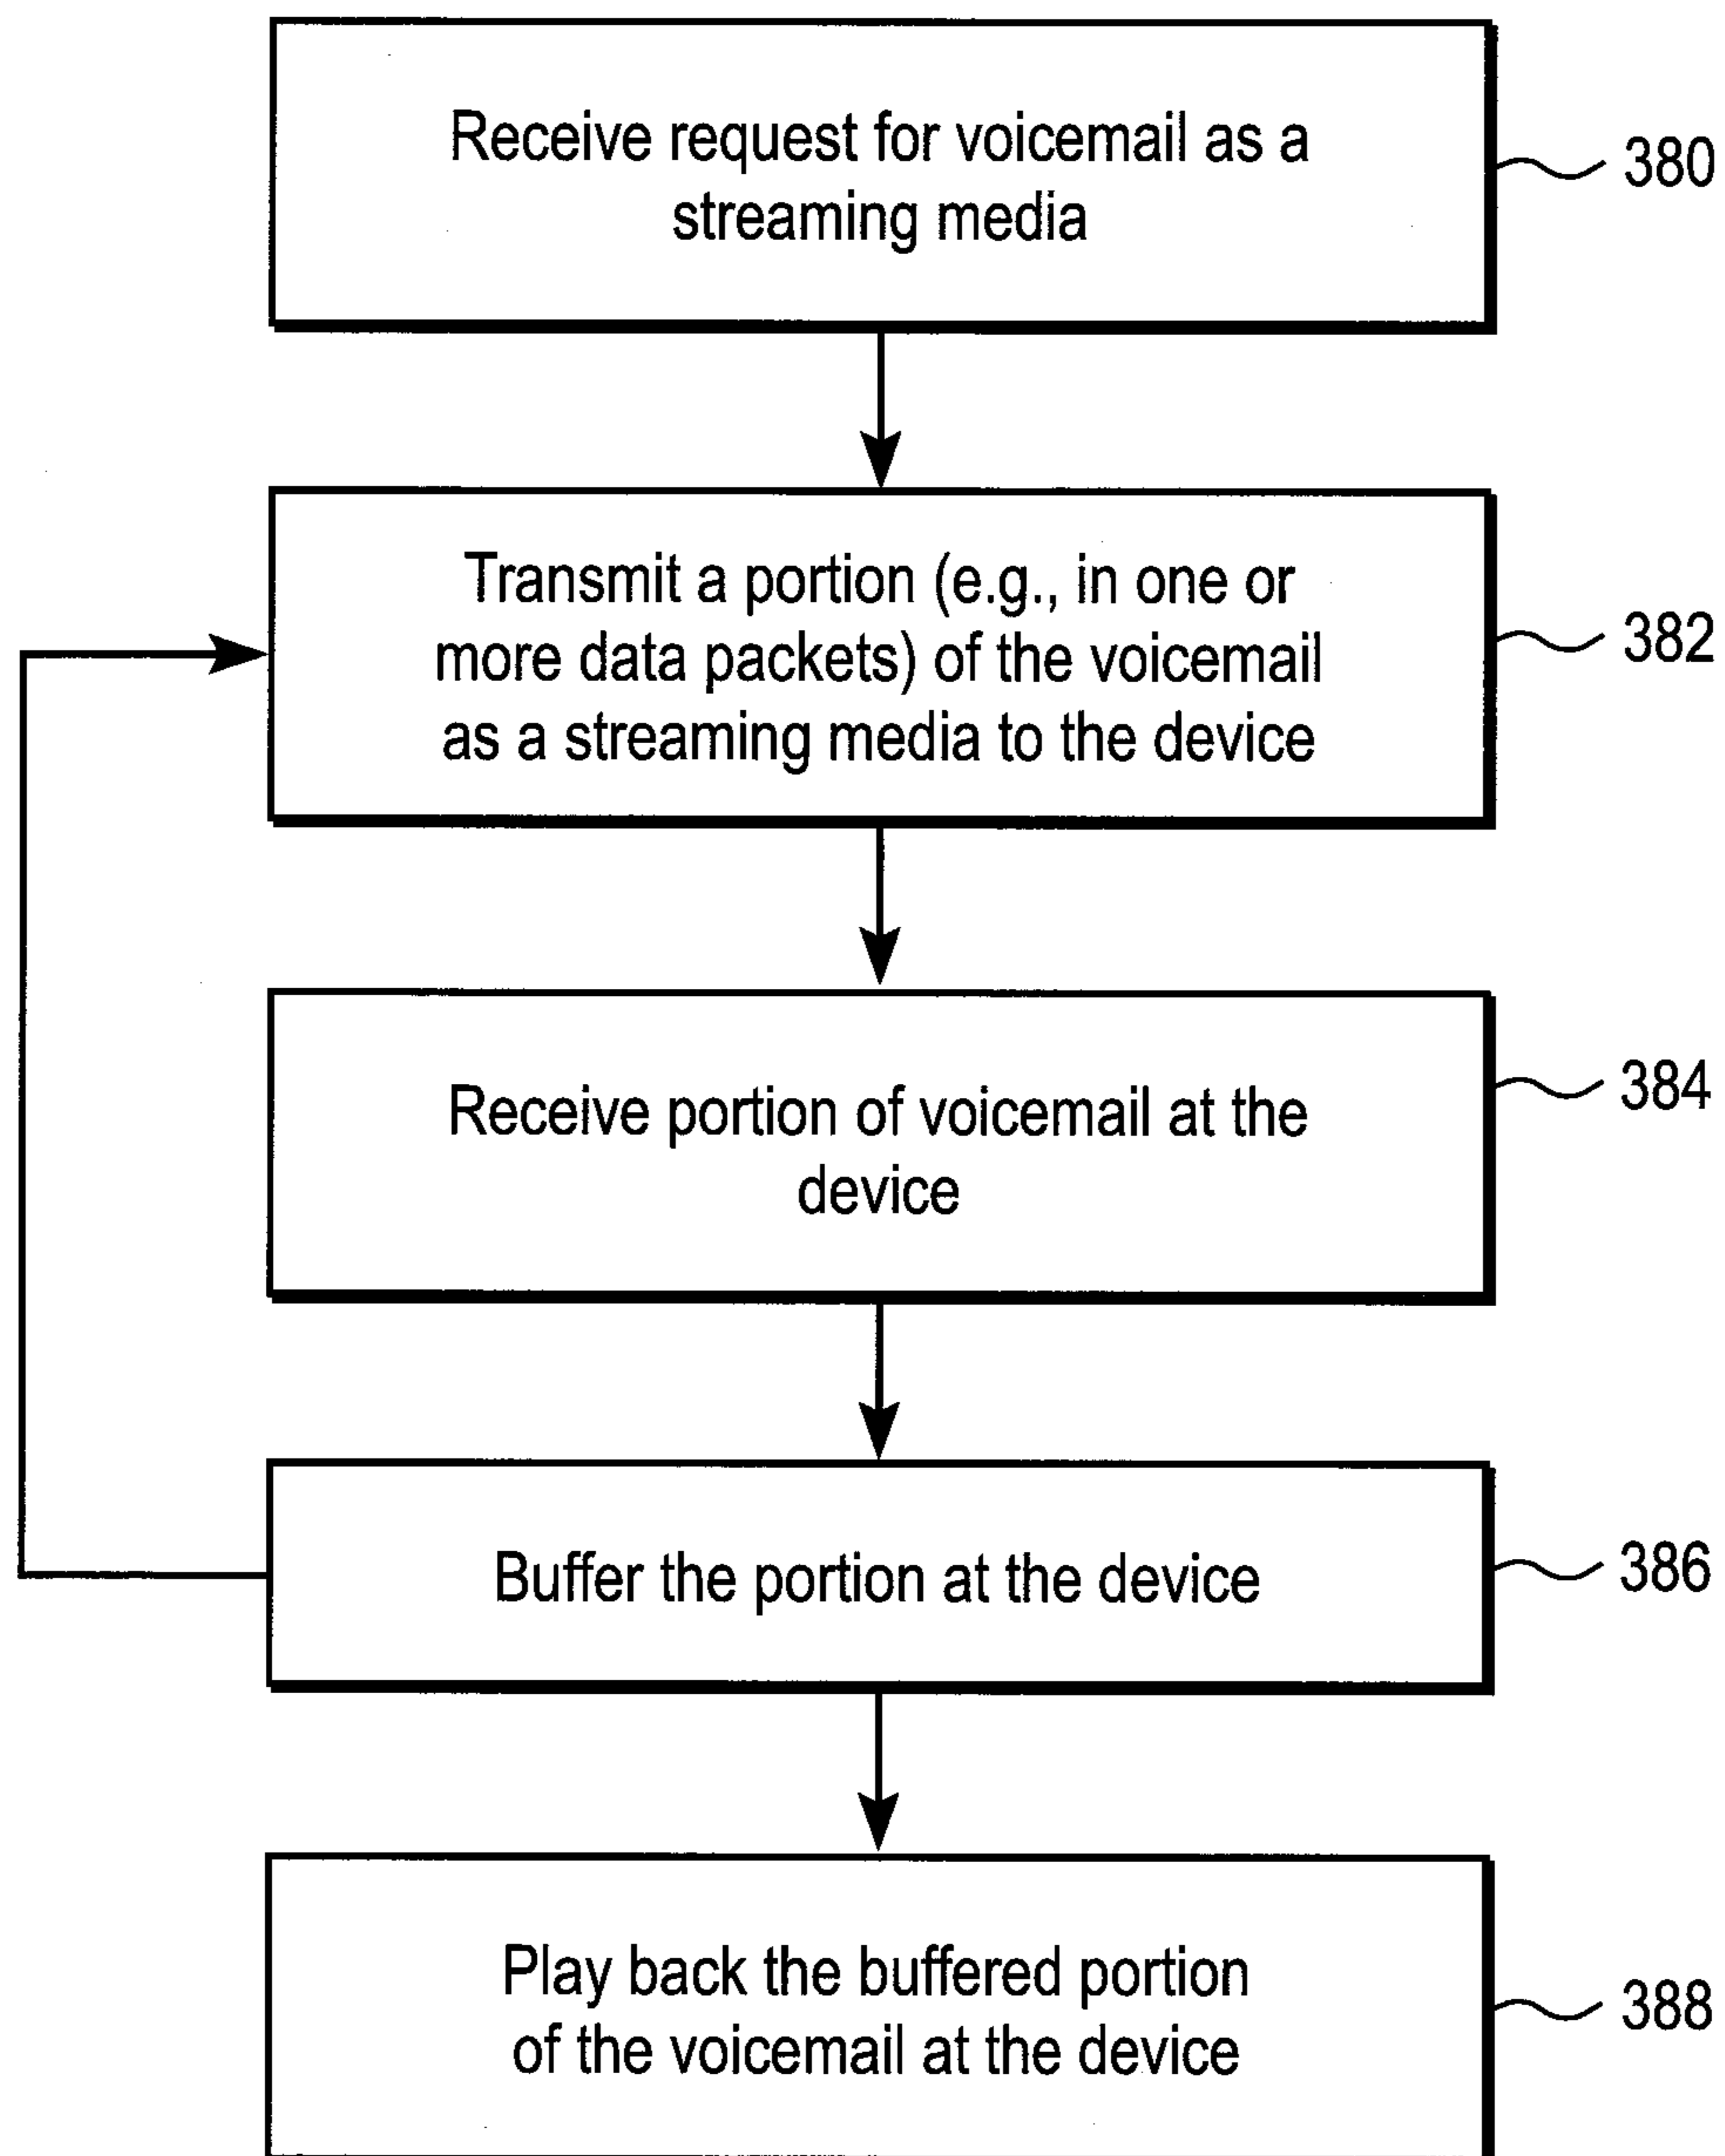 Receive request for voicemail as a
streaming media
380
Transmit a portion (e.g., in one or
more data packets) of the voicemail
as a streaming media to the device
382
Receive portion of voicemail at the
device
384
Buffer the portion at the device
386
Play back the buffered portion
of the voicemail at the device
388